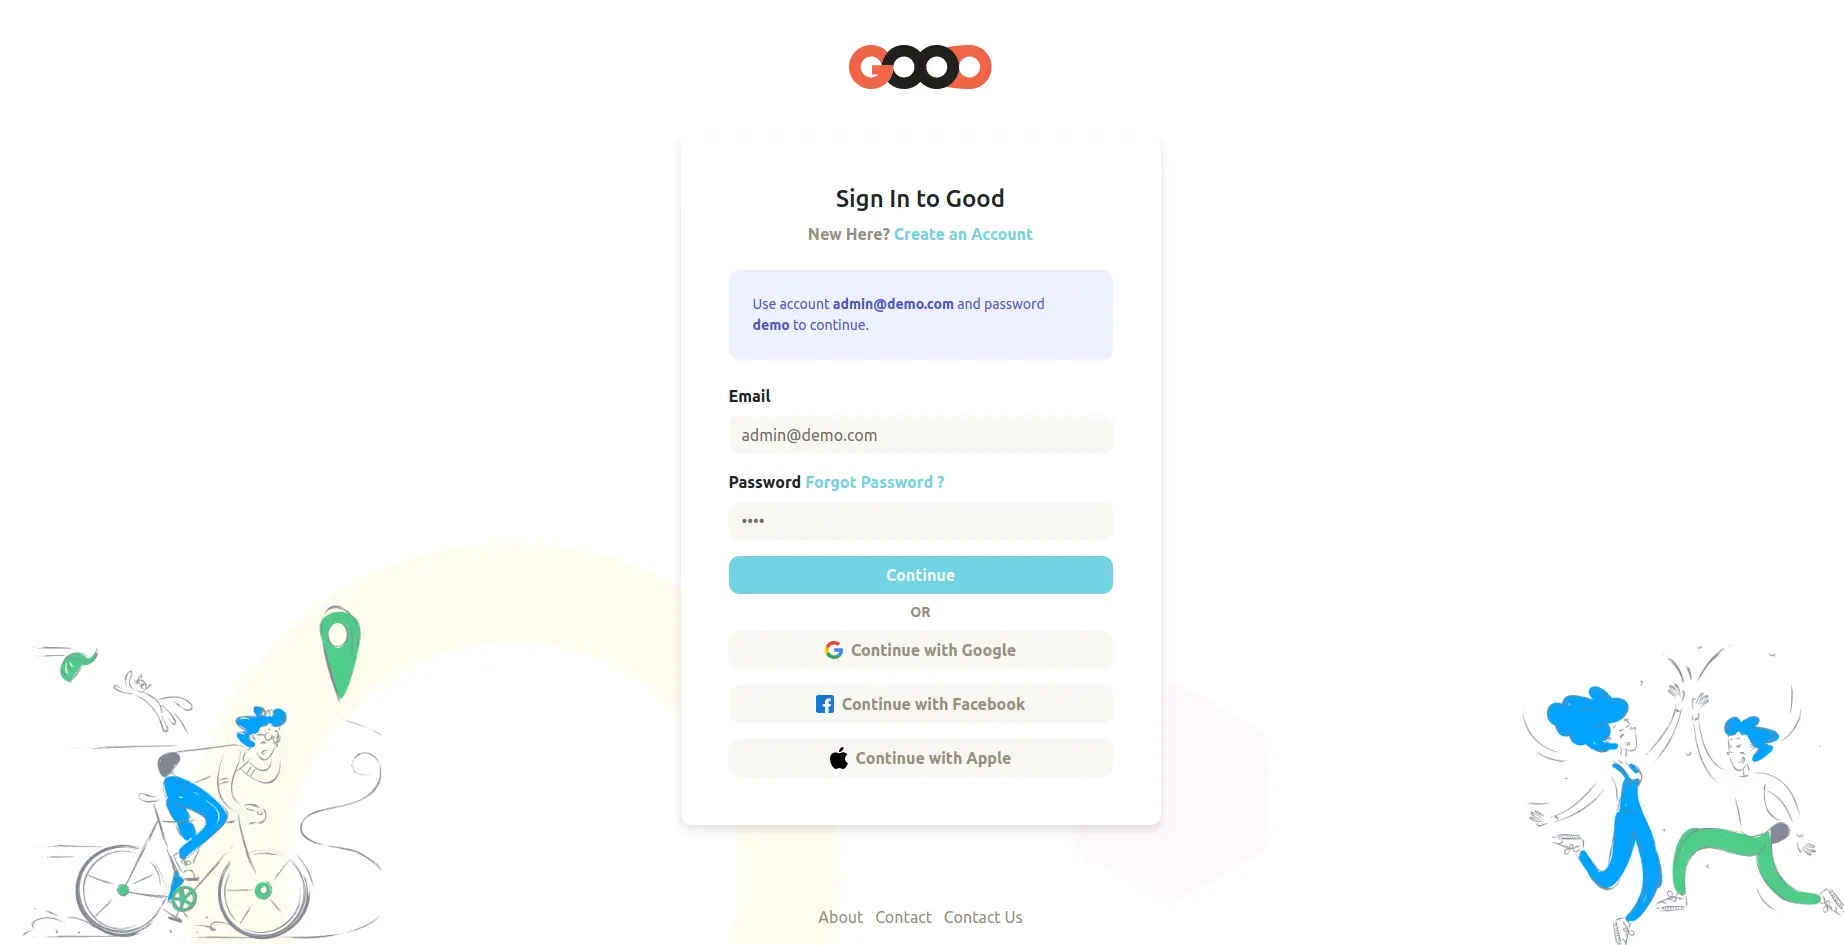 GOOD
Sign In to Good
New Here? Create an Account
Use account admin@demo.com and password
demo to continue.
Email
admin@demo.com
Password Forgot Password ?
••••
Continue
OR
Continue with Google
Continue with Facebook
Continue with Apple
About Contact Contact Us